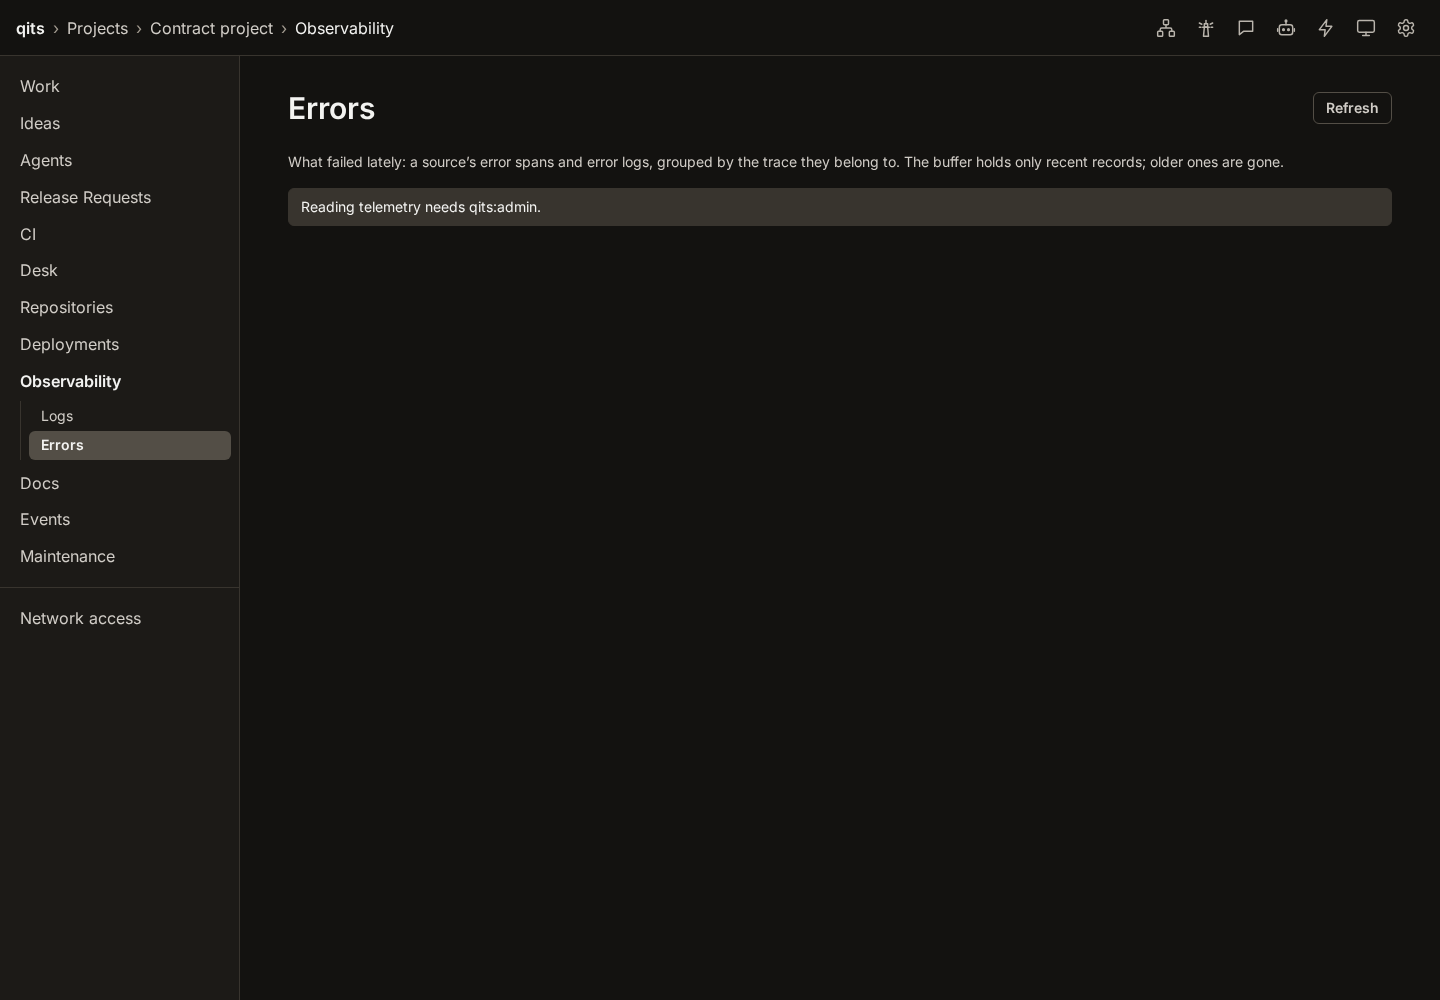 qits › Projects › Contract project › Observability
Work
Ideas
Agents
Release Requests
CI
Desk
Repositories
Deployments
Observability
Logs
Errors
Docs
Events
Maintenance
Network access
Errors
Refresh
What failed lately: a source’s error spans and error logs, grouped by the trace they belong to. The buffer holds only recent records; older ones are gone.
Reading telemetry needs qits:admin.